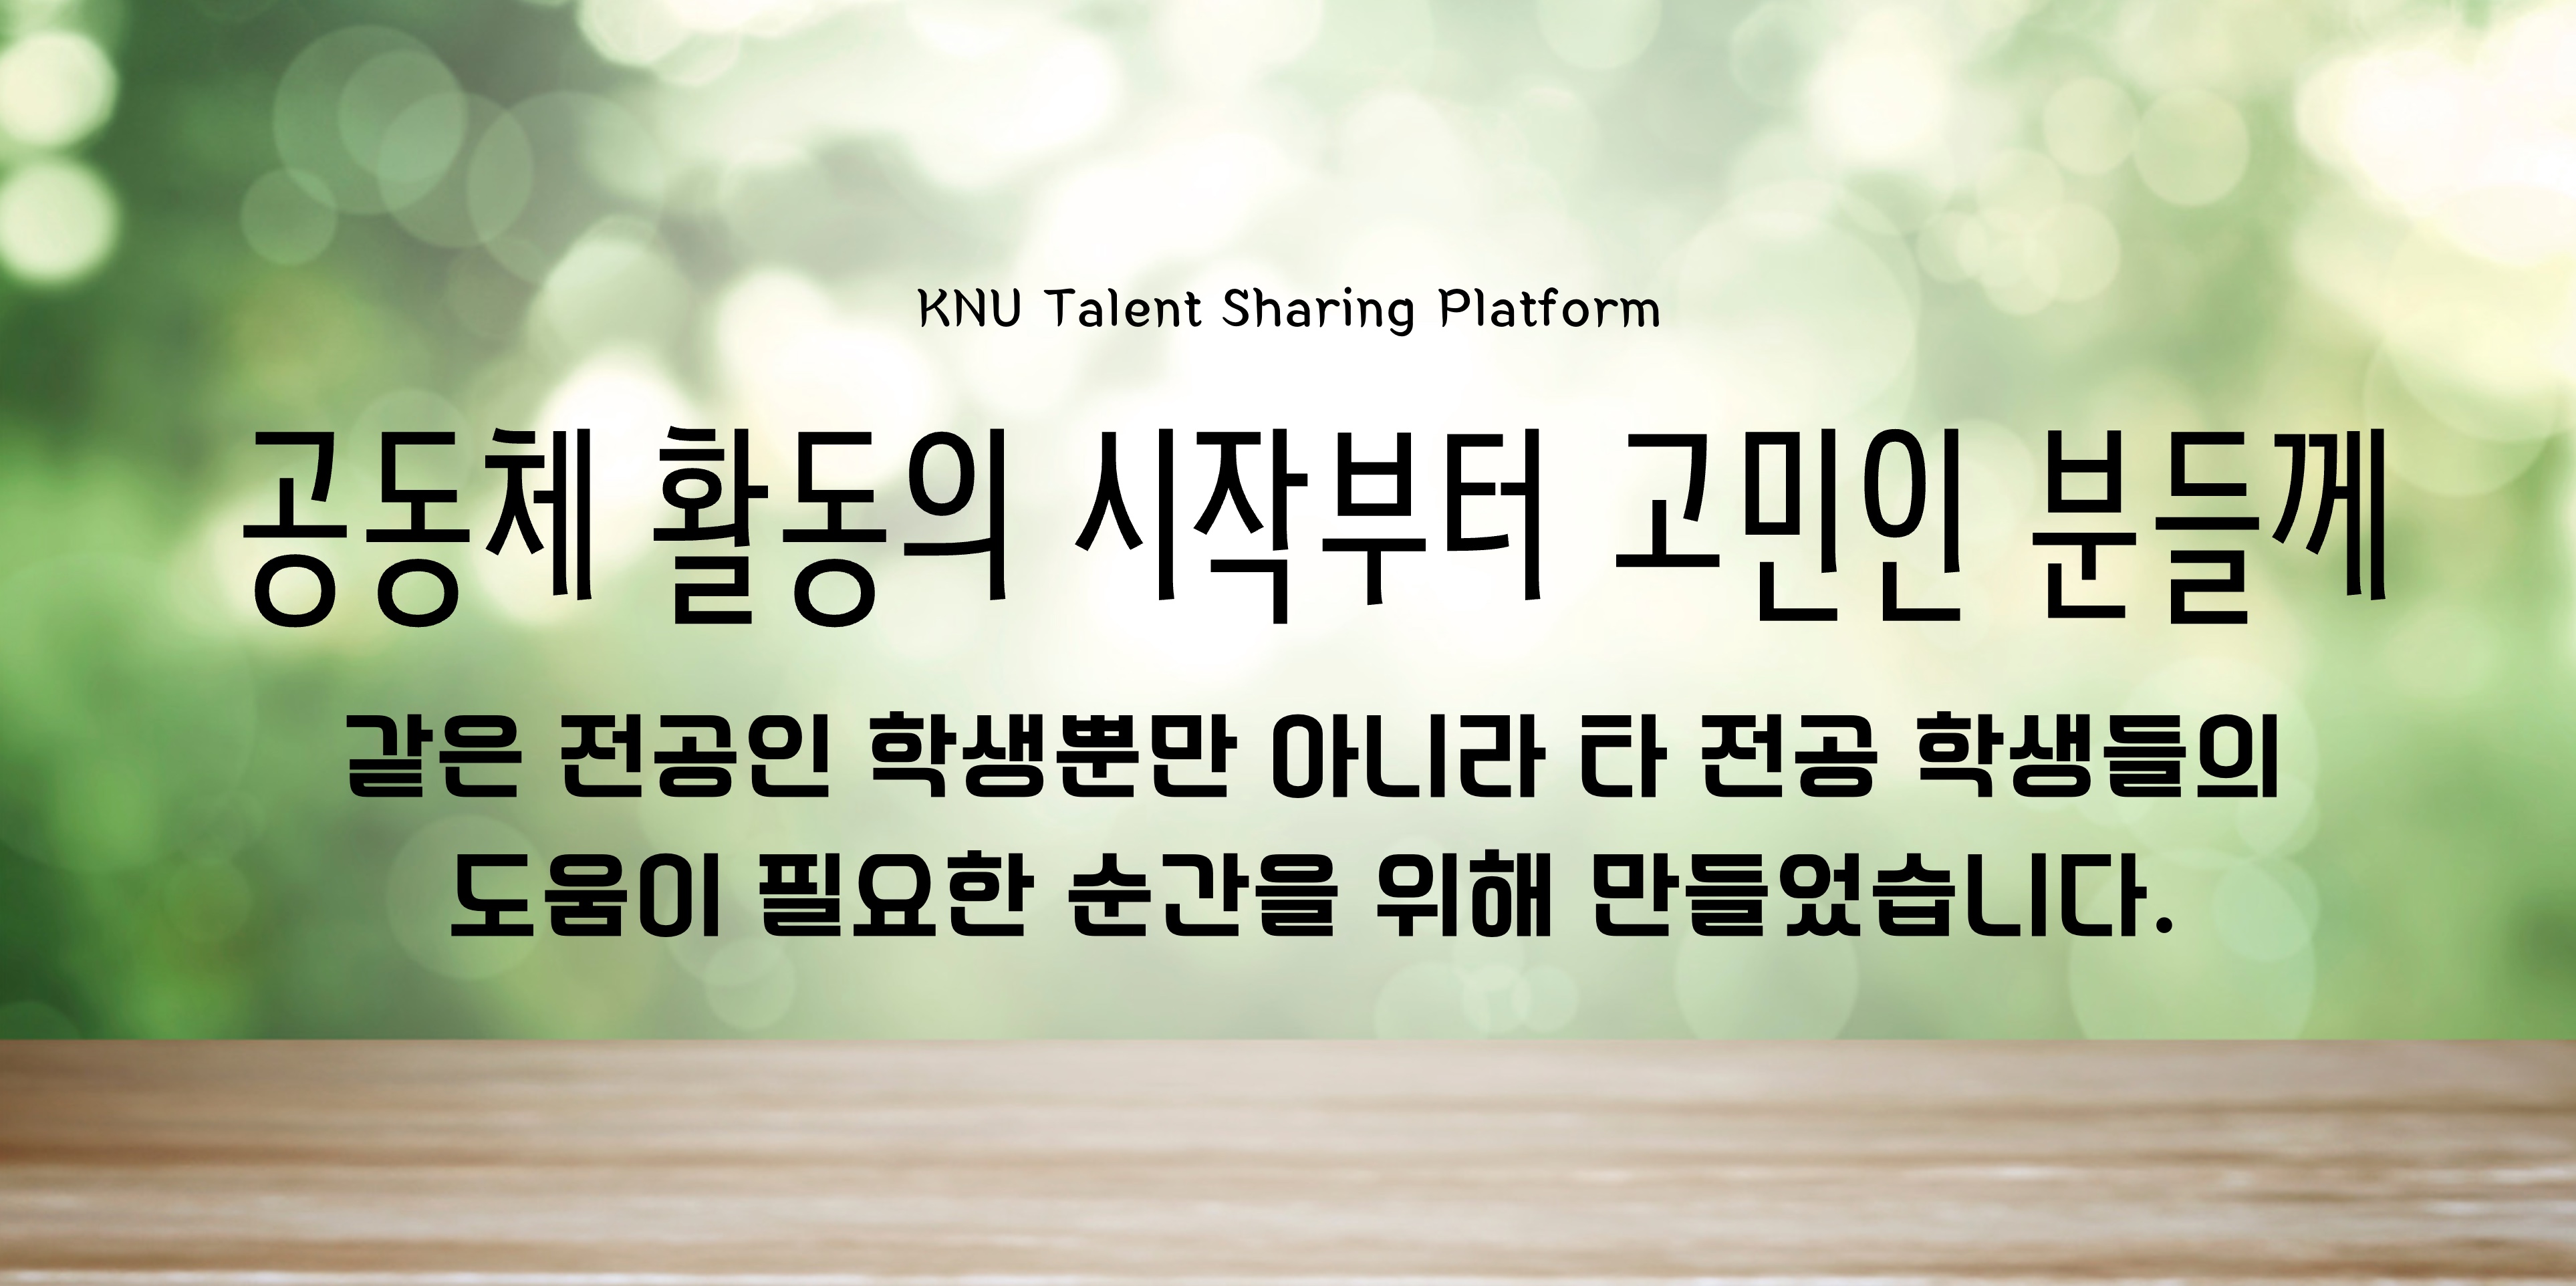 KNU Talent Sharing Platform
공동체 활동의 시작부터 고민인 분들께
같은 전공인 학생뿐만 아니라 타 전공 학생들의
도움이 필요한 순간을 위해 만들었습니다.